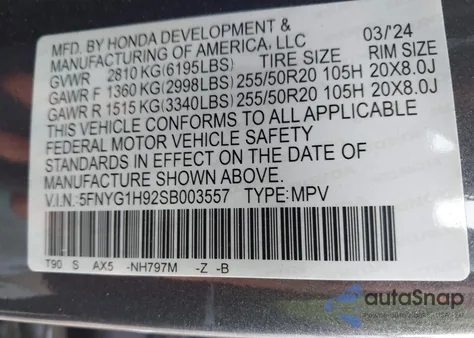 MFD. BY HONDA DEVELOPMENT & 03/'24
MANUFACTURING OF AMERICA, LLC
GVWR 2810 KG(6195LBS) TIRE SIZE RIM SIZE
GAWR F 1360 KG(2998LBS) 255/50R20 105H 20X8.0J
GAWR R 1515 KG(3340LBS) 255/50R20 105H 20X8.0J
THIS VEHICLE CONFORMS TO ALL APPLICABLE
FEDERAL MOTOR VEHICLE SAFETY
STANDARDS IN EFFECT ON THE DATE OF
MANUFACTURE SHOWN ABOVE.
V.I.N.:5FNYG1H92SB003557 TYPE:MPV
T90 S AX5 -NH797M -Z -B
autoSnap